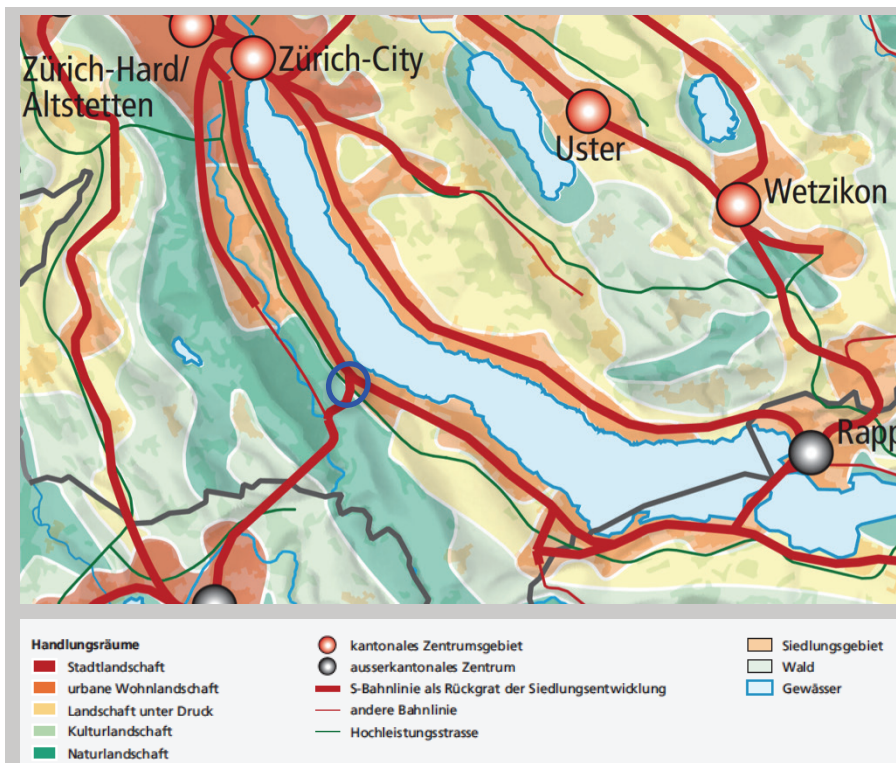 Zürich-Hard/
Altstetten
Zürich-City
Uster
Wetzikon
Rapp
Handlungsräume
Stadtlandschaft
urbane Wohnlandschaft
Landschaft unter Druck
Kulturlandschaft
Naturlandschaft
kantonales Zentrumsgebiet
ausserkantonales Zentrum
S-Bahnlinie als Rückgrat der Siedlungsentwicklung
andere Bahnlinie
Hochleistungsstrasse
Siedlungsgebiet
Wald
Gewässer